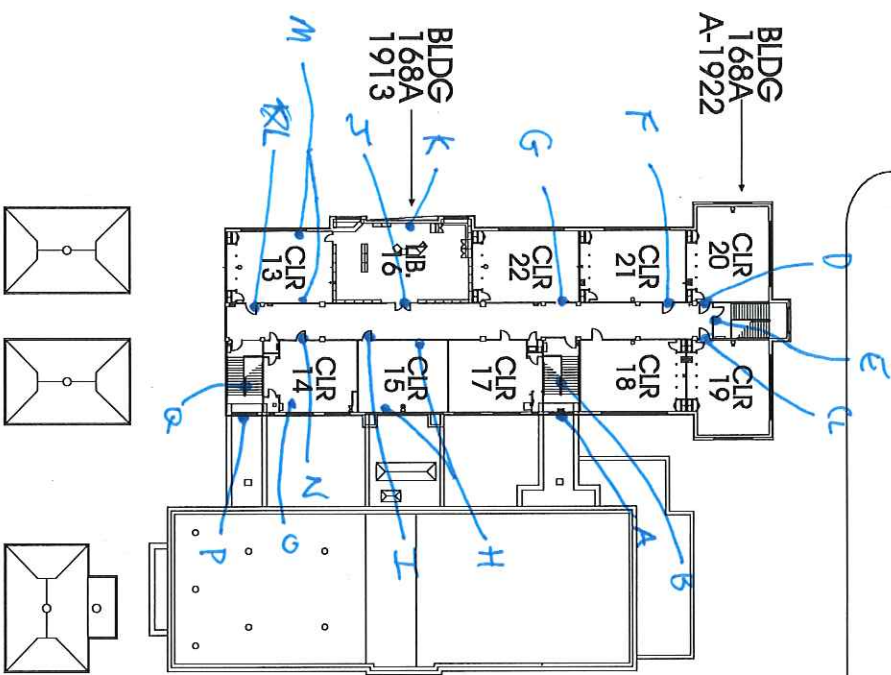 BLDG
168A
A-1922
BLDG
168A
1913
D
E
C
F
G
K
J
L
M
CLR
20
CLR
21
CLR
22
LIB.
16
CLR
13
CLR
19
CLR
18
CLR
17
CLR
15
CLR
14
B
A
H
I
N
O
P
Q